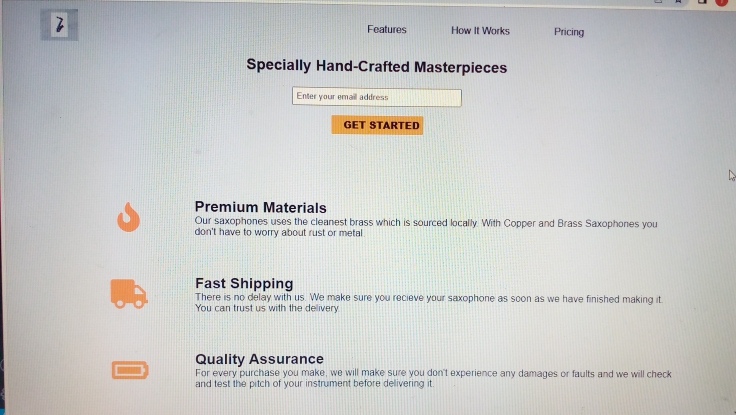 Features How It Works Pricing
Specially Hand-Crafted Masterpieces
Enter your email address
GET STARTED
Premium Materials
Our saxophones uses the cleanest brass which is sourced locally. With Copper and Brass Saxophones you
don't have to worry about rust or metal
Fast Shipping
There is no delay with us. We make sure you recieve your saxophone as soon as we have finished making it.
You can trust us with the delivery.
Quality Assurance
For every purchase you make, we will make sure you don't experience any damages or faults and we will check
and test the pitch of your instrument before delivering it.